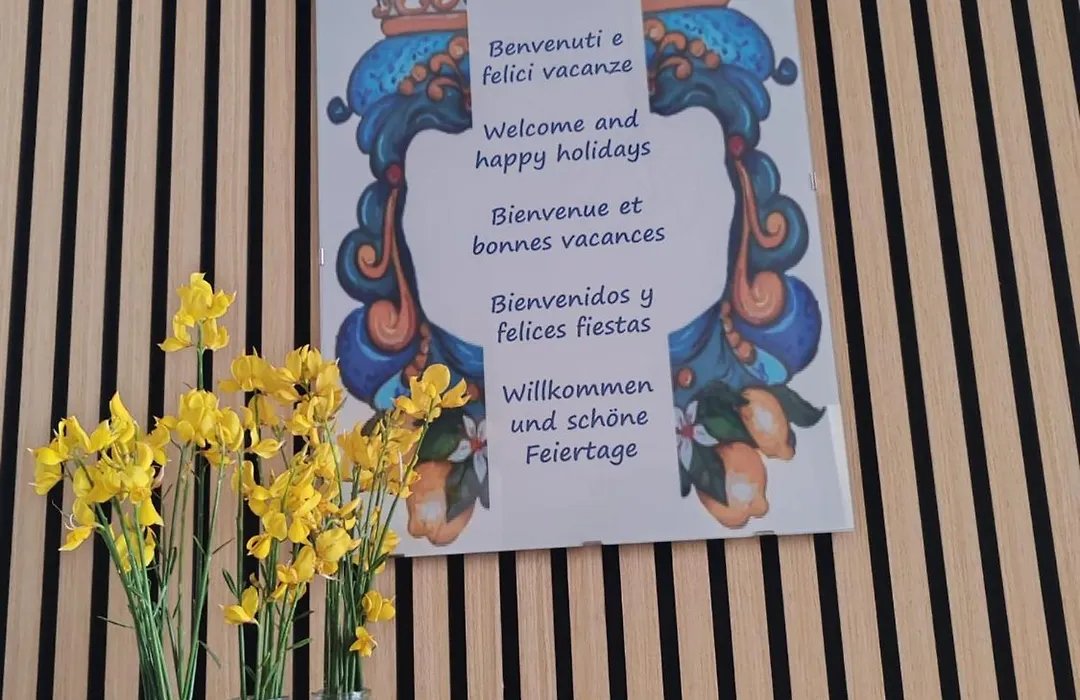 Benvenuti e
felici vacanze
Welcome and
happy holidays
Bienvenue et
bonnes vacances
Bienvenidos y
felices fiestas
Willkommen
und schöne
Feiertage